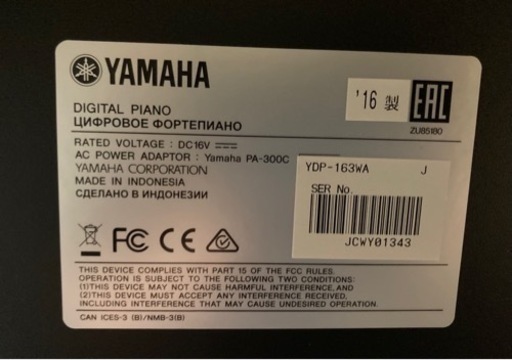 YAMAHA
'16 製
EAC
ZU85180
DIGITAL PIANO
ЦИФРОВОЕ ФОРТЕПИАНО
RATED VOLTAGE : DC16V
AC POWER ADAPTOR : Yamaha PA-300C
YAMAHA CORPORATION
MADE IN INDONESIA
СДЕЛАНО В ИНДОНЕЗИИ
YDP-163WA J
SER No.
JCWY01343
FC CE
THIS DEVICE COMPLIES WITH PART 15 OF THE FCC RULES.
OPERATION IS SUBJECT TO THE FOLLOWING TWO CONDITIONS:
(1)THIS DEVICE MAY NOT CAUSE HARMFUL INTERFERENCE, AND
(2)THIS DEVICE MUST ACCEPT ANY INTERFERENCE RECEIVED,
INCLUDING INTERFERENCE THAT MAY CAUSE UNDESIRED OPERATION.
CAN ICES-3 (B)/NMB-3(B)